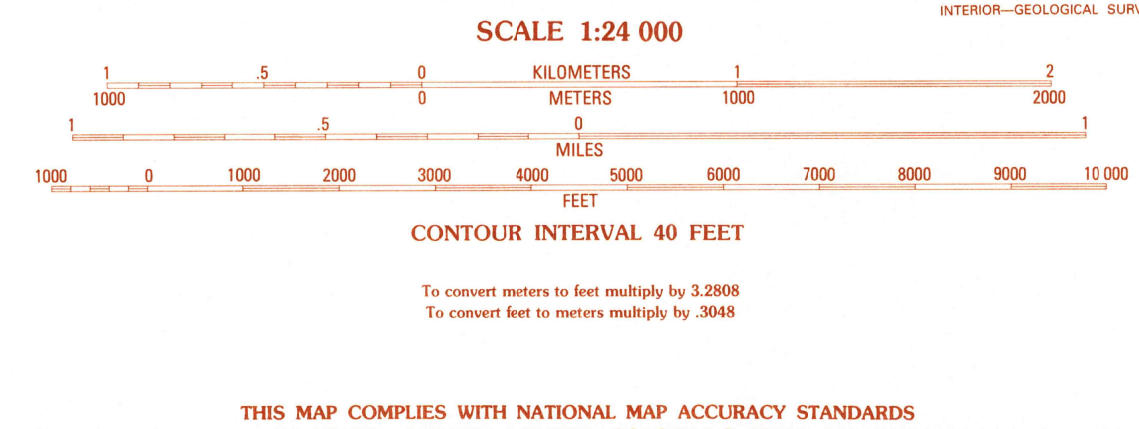 INTERIOR—GEOLOGICAL SURV
SCALE 1:24 000
1 .5 0 KILOMETERS 1 2
1000 0 METERS 1000 2000
1 .5 0 1
MILES
1000 0 1000 2000 3000 4000 5000 6000 7000 8000 9000 10 000
FEET
CONTOUR INTERVAL 40 FEET
To convert meters to feet multiply by 3.2808
To convert feet to meters multiply by .3048
THIS MAP COMPLIES WITH NATIONAL MAP ACCURACY STANDARDS